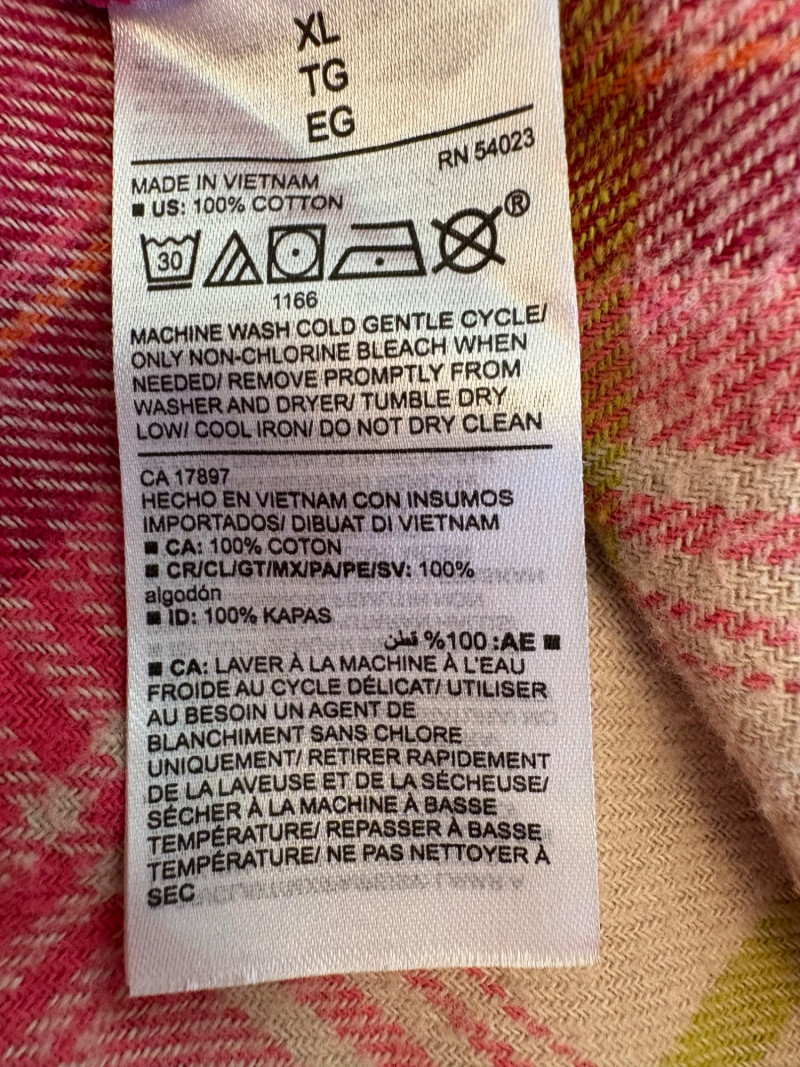 XL
TG
EG
RN 54023
MADE IN VIETNAM
■ US: 100% COTTON
30
®
1166
MACHINE WASH COLD GENTLE CYCLE/
ONLY NON-CHLORINE BLEACH WHEN
NEEDED/ REMOVE PROMPTLY FROM
WASHER AND DRYER/ TUMBLE DRY
LOW/ COOL IRON/ DO NOT DRY CLEAN
CA 17897
HECHO EN VIETNAM CON INSUMOS
IMPORTADOS/ DIBUAT DI VIETNAM
■ CA: 100% COTON
■ CR/CL/GT/MX/PA/PE/SV: 100%
algodón
■ ID: 100% KAPAS
■ AE: 100% قطن
■ CA: LAVER À LA MACHINE À L'EAU
FROIDE AU CYCLE DÉLICAT/ UTILISER
AU BESOIN UN AGENT DE
BLANCHIMENT SANS CHLORE
UNIQUEMENT/ RETIRER RAPIDEMENT
DE LA LAVEUSE ET DE LA SÉCHEUSE/
SÉCHER À LA MACHINE À BASSE
TEMPÉRATURE/ REPASSER À BASSE
TEMPÉRATURE/ NE PAS NETTOYER À
SEC